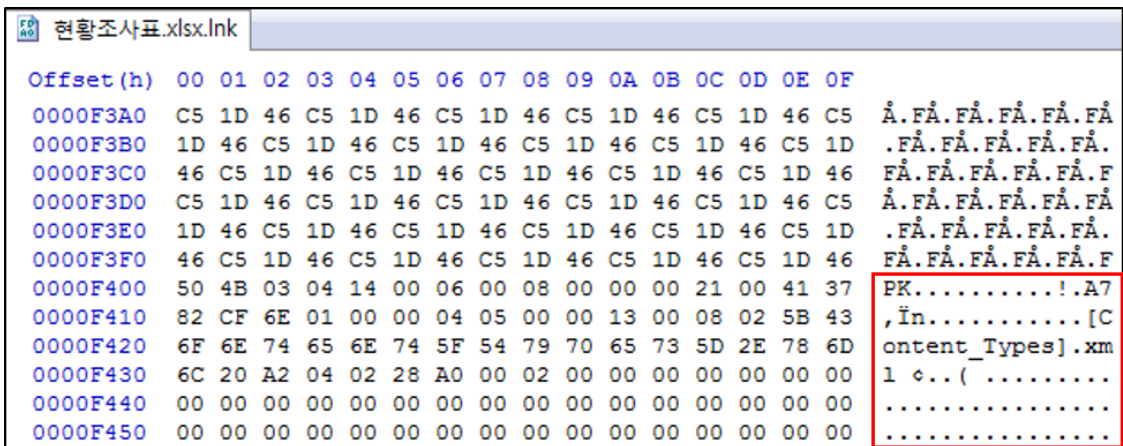 현황조사표.xlsx.lnk
Offset(h) 00 01 02 03 04 05 06 07 08 09 0A 0B 0C 0D 0E 0F
0000F3A0 C5 1D 46 C5 1D 46 C5 1D 46 C5 1D 46 C5 1D 46 C5 Å.FÅ.FÅ.FÅ.FÅ.FÅ
0000F3B0 1D 46 C5 1D 46 C5 1D 46 C5 1D 46 C5 1D 46 C5 1D .FÅ.FÅ.FÅ.FÅ.FÅ.
0000F3C0 46 C5 1D 46 C5 1D 46 C5 1D 46 C5 1D 46 C5 1D 46 FÅ.FÅ.FÅ.FÅ.FÅ.F
0000F3D0 C5 1D 46 C5 1D 46 C5 1D 46 C5 1D 46 C5 1D 46 C5 Å.FÅ.FÅ.FÅ.FÅ.FÅ
0000F3E0 1D 46 C5 1D 46 C5 1D 46 C5 1D 46 C5 1D 46 C5 1D .FÅ.FÅ.FÅ.FÅ.FÅ.
0000F3F0 46 C5 1D 46 C5 1D 46 C5 1D 46 C5 1D 46 C5 1D 46 FÅ.FÅ.FÅ.FÅ.FÅ.F
0000F400 50 4B 03 04 14 00 06 00 08 00 00 00 21 00 41 37 PK..........!.A7
0000F410 82 CF 6E 01 00 00 04 05 00 00 13 00 08 02 5B 43 ‚Ïn...........[C
0000F420 6F 6E 74 65 6E 74 5F 54 79 70 65 73 5D 2E 78 6D ontent_Types].xm
0000F430 6C 20 A2 04 02 28 A0 00 02 00 00 00 00 00 00 00 l ¢..( .........
0000F440 00 00 00 00 00 00 00 00 00 00 00 00 00 00 00 00 ................
0000F450 00 00 00 00 00 00 00 00 00 00 00 00 00 00 00 00 ................